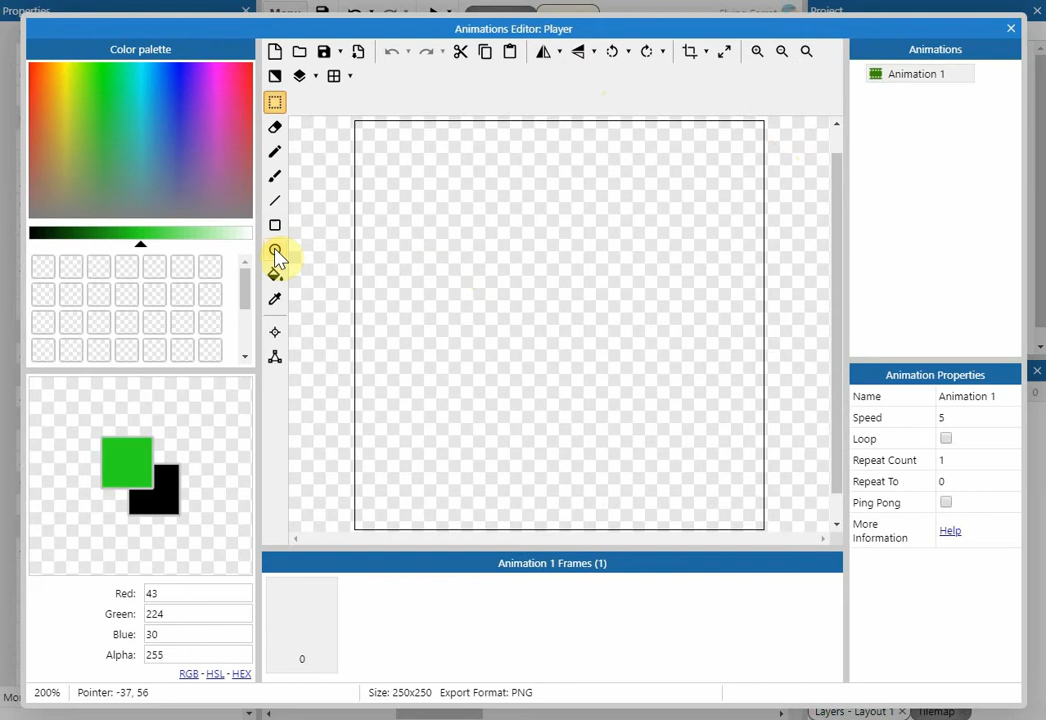 Properties
Menu
Project
Animations Editor: Player
Color palette
Animations
Animation 1
Animation Properties
Name Animation 1
Speed 5
Loop
Repeat Count 1
Repeat To 0
Ping Pong
More Information Help
Animation 1 Frames (1)
0
Red: 43
Green: 224
Blue: 30
Alpha: 255
RGB - HSL - HEX
200% Pointer: -37, 56 Size: 250x250 Export Format: PNG
Layers - Layout 1 Tilemap